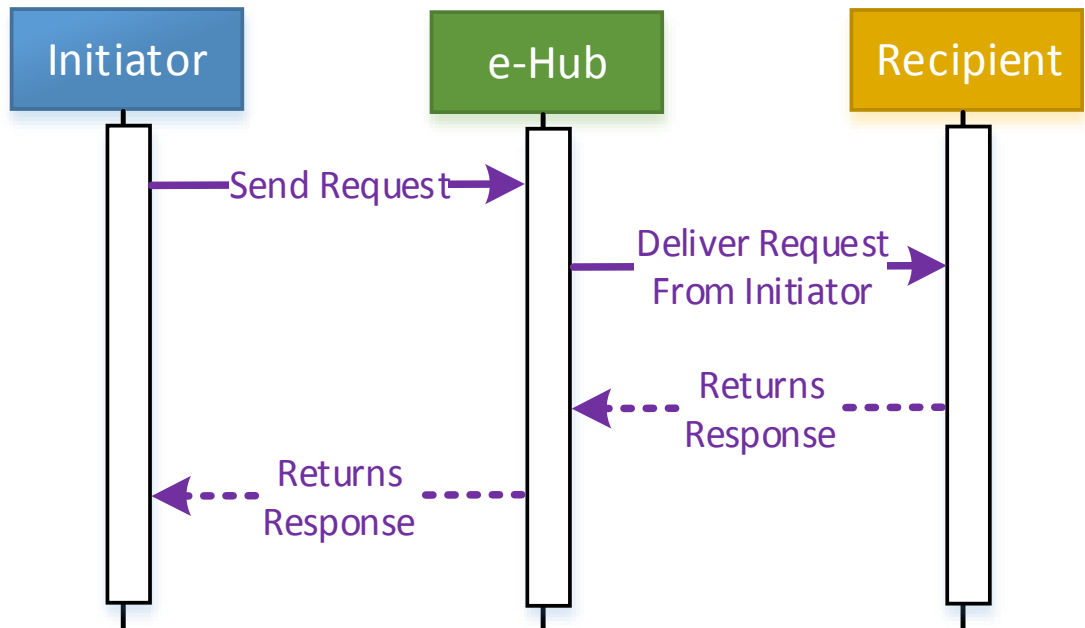 Initiator
e-Hub
Recipient
Send Request
Deliver Request
From Initiator
Returns
Response
Returns
Response